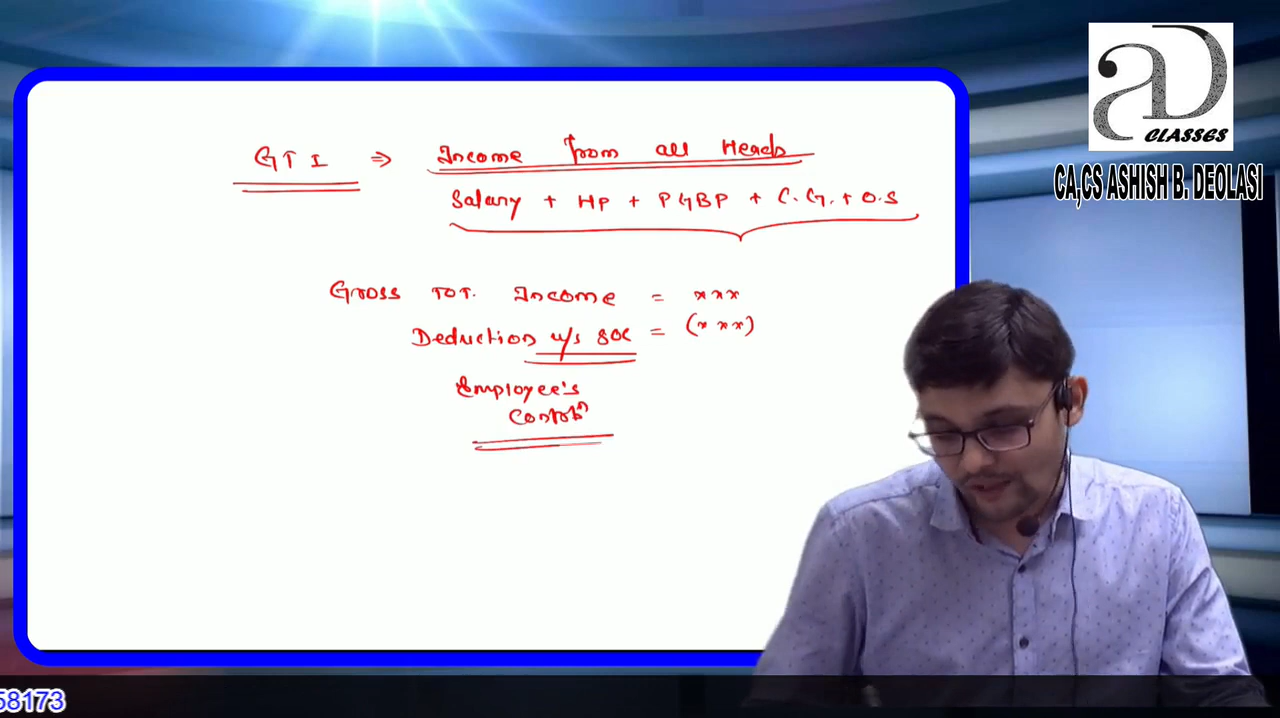 GTI ⇒ Income from all Heads
Salary + HP + PGBP + C.G. + O.S
Gross Tot. Income = xxx
Deduction u/s 80C = (xxx)
Employee's
Contribn
aD
CLASSES
CA,CS ASHISH B. DEOLASI
58173